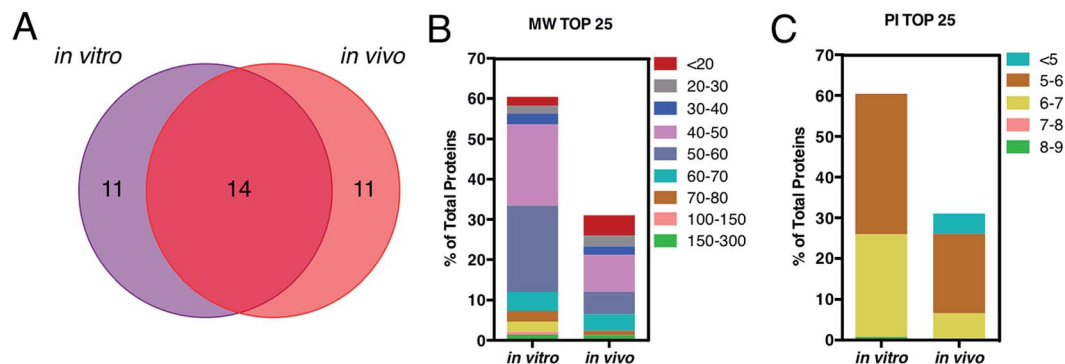 A
in vitro
in vivo
11
14
11
B
MW TOP 25
% of Total Proteins
70
60
50
40
30
20
10
0
in vitro
in vivo
<20
20-30
30-40
40-50
50-60
60-70
70-80
100-150
150-300
C
PI TOP 25
% of Total Proteins
70
60
50
40
30
20
10
0
in vitro
in vivo
<5
5-6
6-7
7-8
8-9